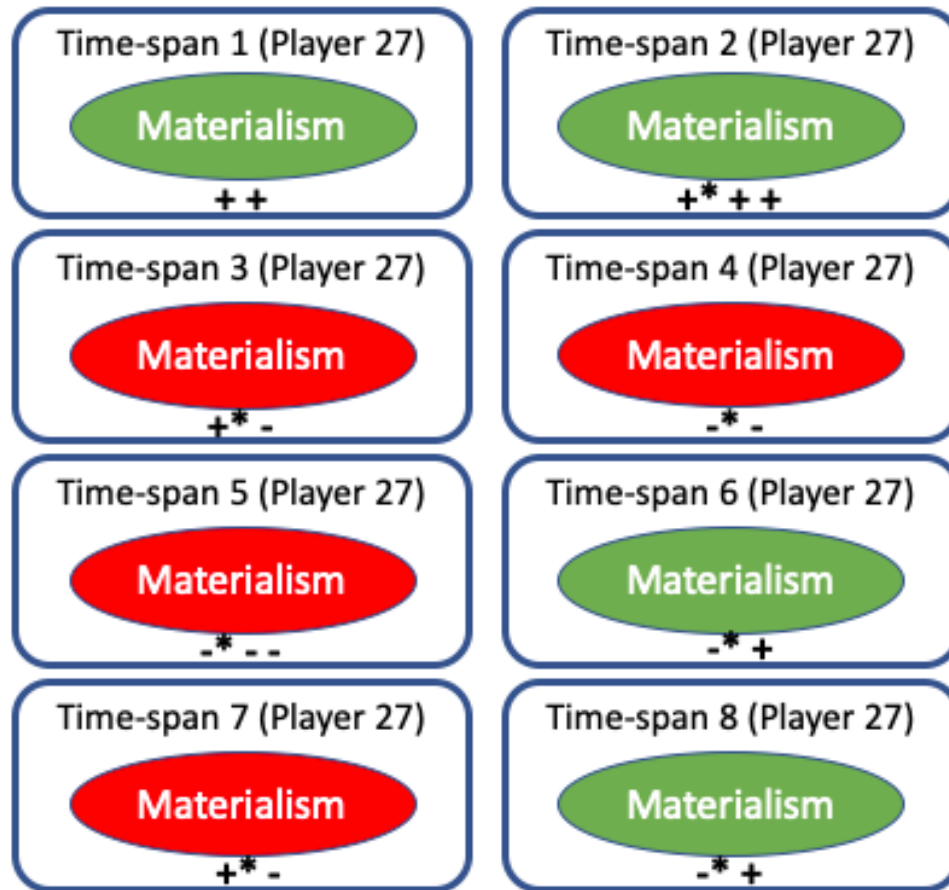 Time-span 1 (Player 27)
Materialism
+ +
Time-span 2 (Player 27)
Materialism
+* + +
Time-span 3 (Player 27)
Materialism
+* -
Time-span 4 (Player 27)
Materialism
-* -
Time-span 5 (Player 27)
Materialism
-* - -
Time-span 6 (Player 27)
Materialism
-* +
Time-span 7 (Player 27)
Materialism
+* -
Time-span 8 (Player 27)
Materialism
-* +